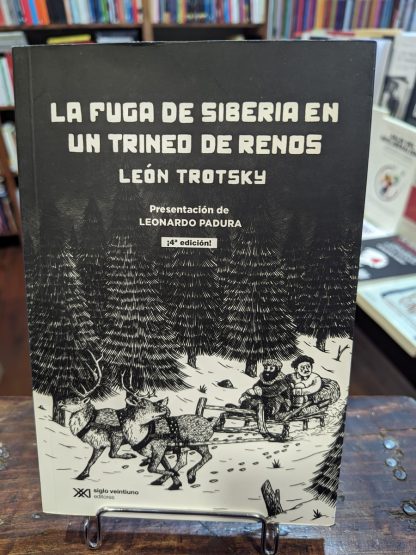 LA FUGA DE SIBERIA EN
UN TRINEO DE RENOS
LEÓN TROTSKY
Presentación de
LEONARDO PADURA
¡4ª edición!
siglo veintiuno
editores